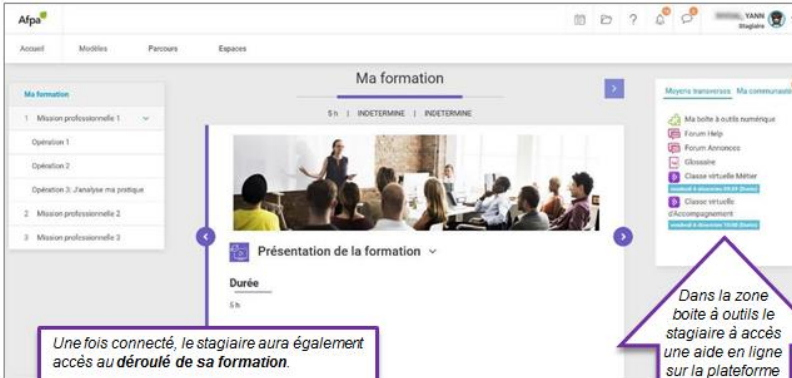 Afpa
?
YANN
Stagiaire
Accueil Modèles Parcours Espaces
Ma formation
1 Mission professionnelle 1
Opération 1
Opération 2
Opération 3: J'analyse ma pratique
2 Mission professionnelle 2
3 Mission professionnelle 3
Ma formation
5 h | INDETERMINE | INDETERMINE
Présentation de la formation
Durée
5 h
Moyens transverses Ma communauté
Ma boite à outils numérique
Forum Help
Forum Annonces
Glossaire
Classe virtuelle Métier
Classe virtuelle
d'Accompagnement
Une fois connecté, le stagiaire aura également
accès au déroulé de sa formation.
Dans la zone
boite à outils le
stagiaire à accès
une aide en ligne
sur la plateforme